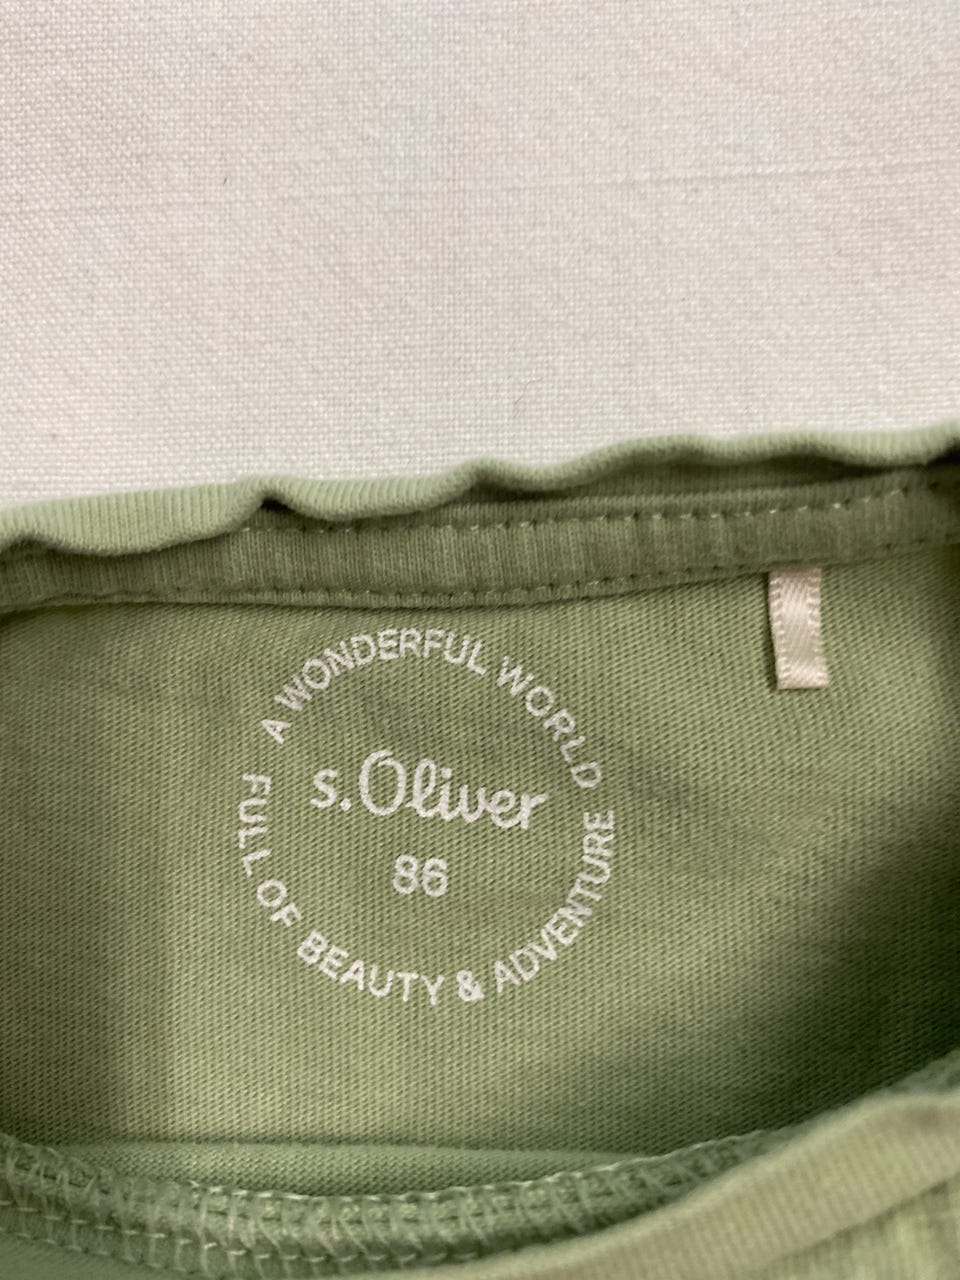 A WONDERFUL WORLD
s.Oliver
86
FULL OF BEAUTY & ADVENTURE